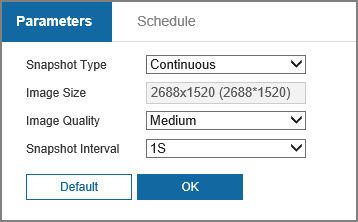 Parameters Schedule
Snapshot Type Continuous
Image Size 2688x1520 (2688*1520)
Image Quality Medium
Snapshot Interval 1S
Default OK